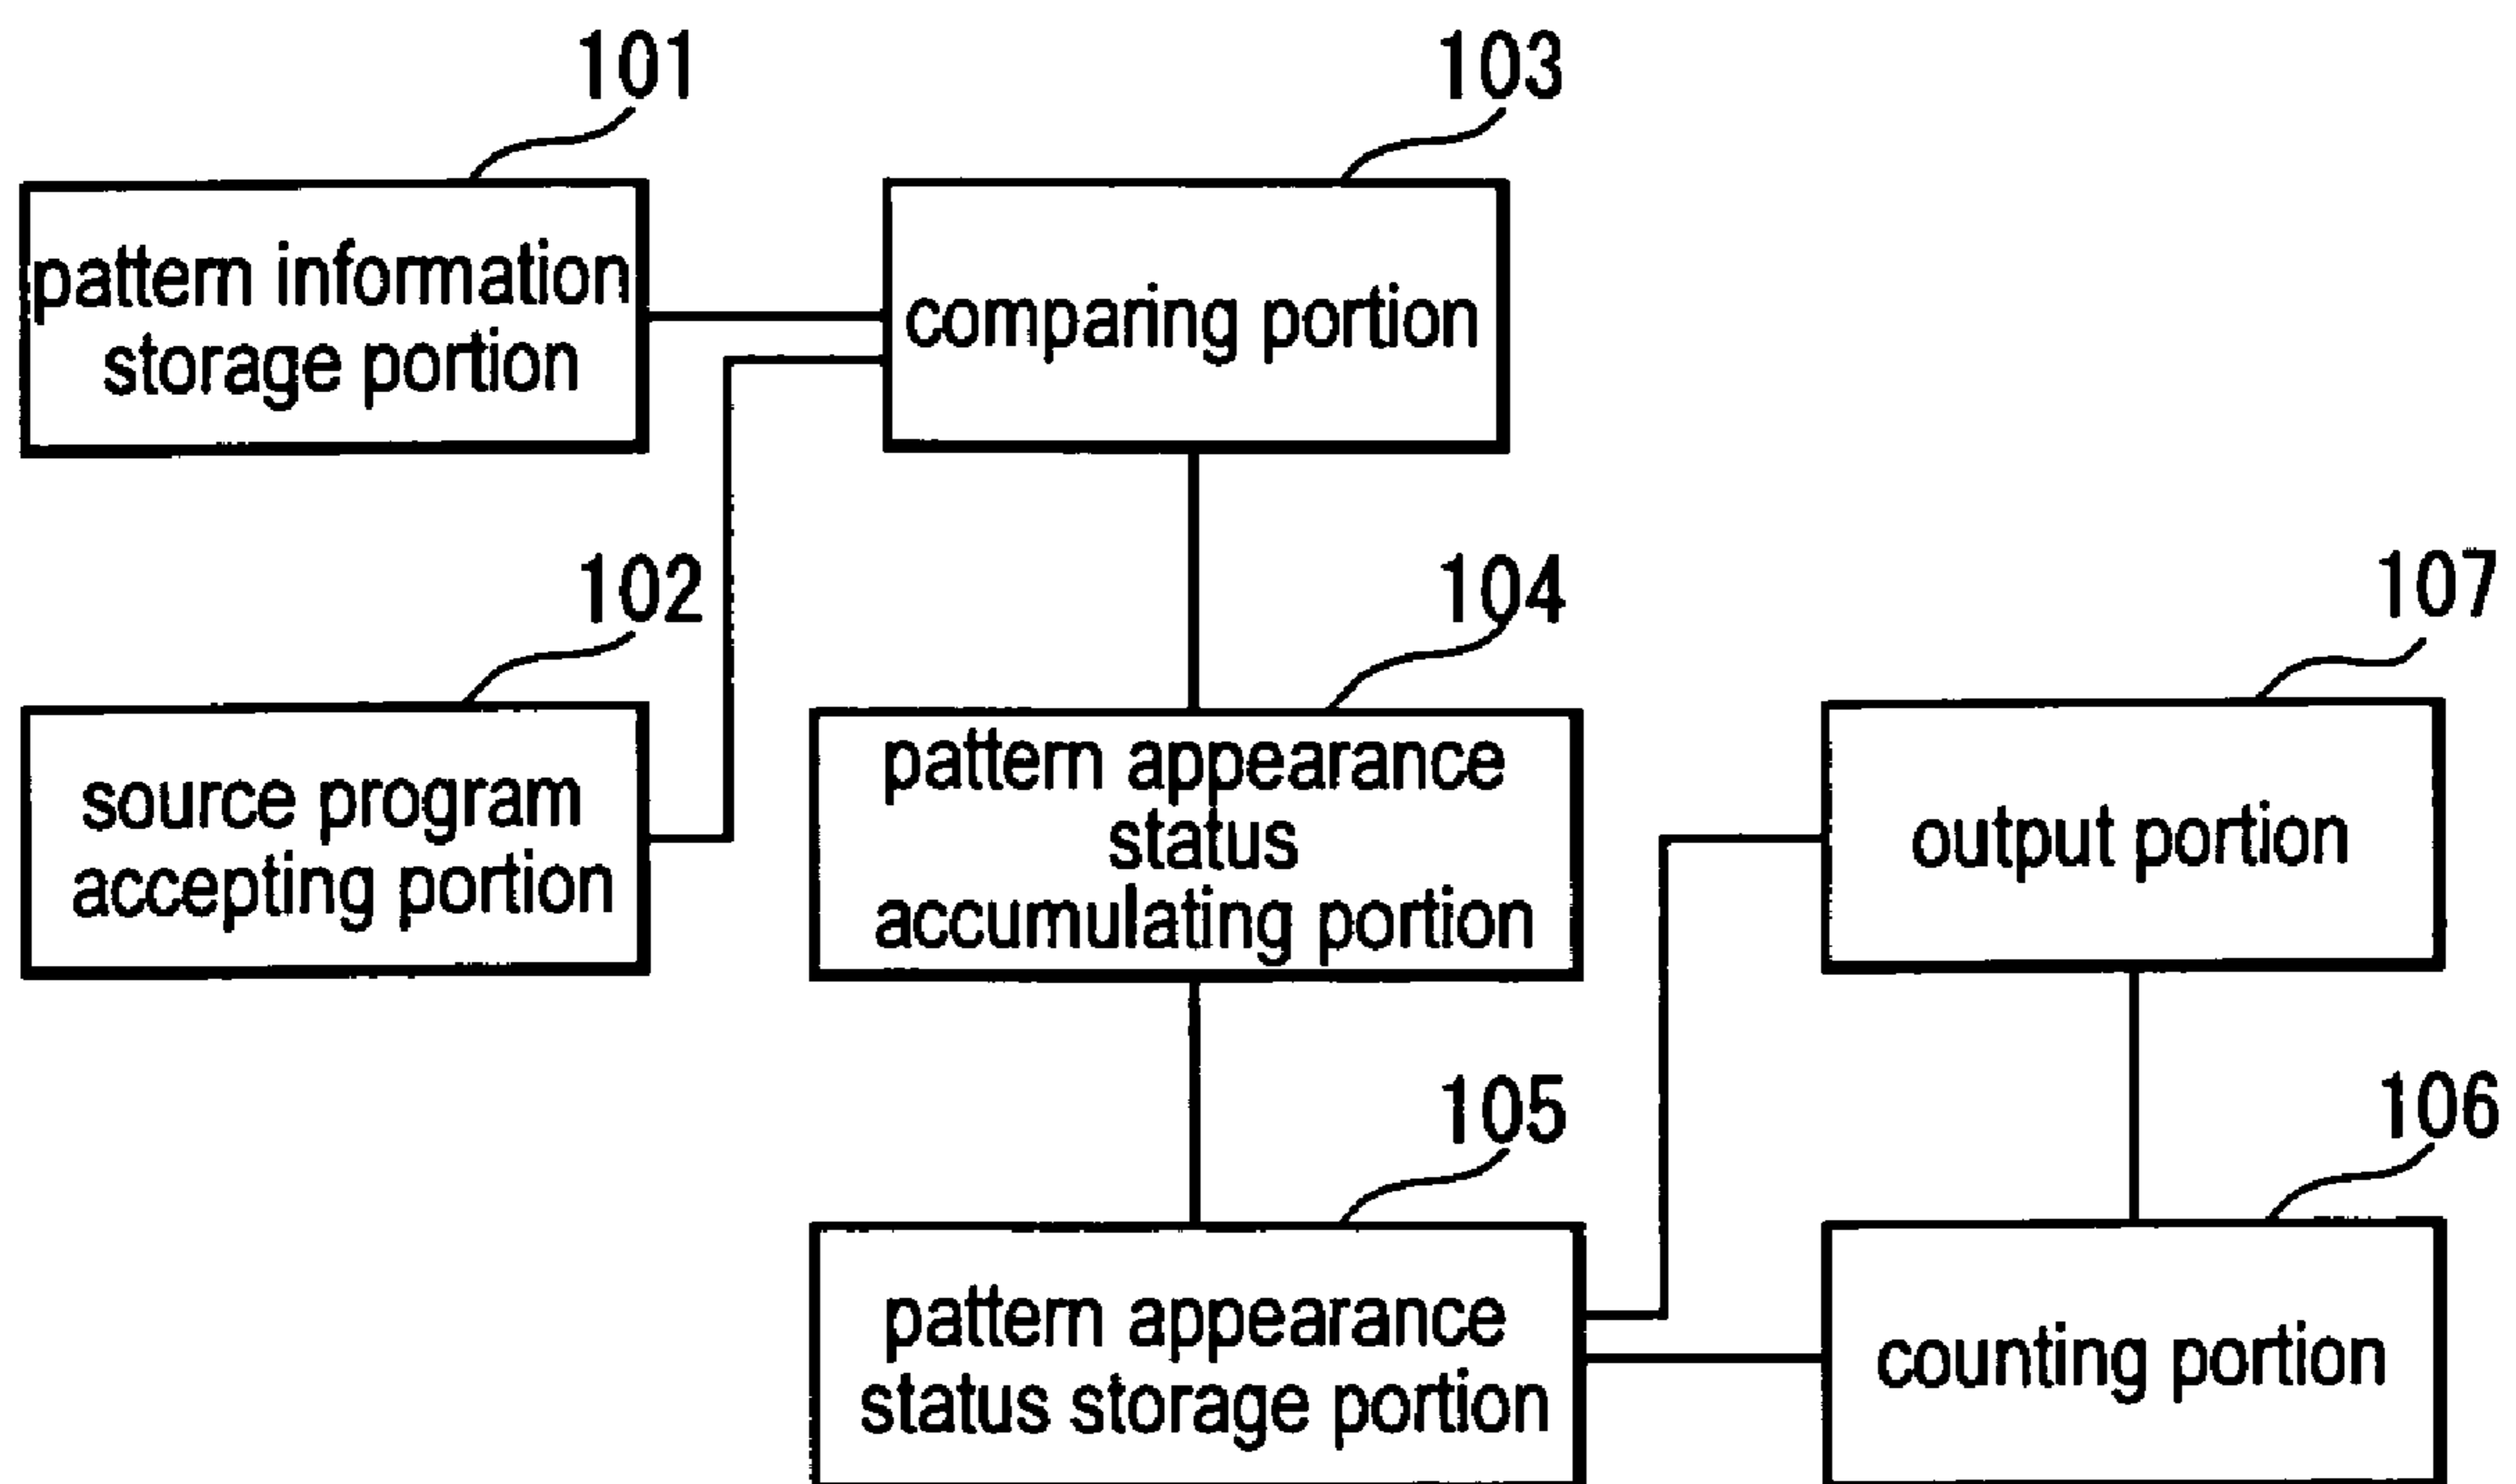 101
pattern information
storage portion
103
comparing portion
102
source program
accepting portion
104
pattern appearance
status
accumulating portion
107
output portion
105
pattern appearance
status storage portion
106
counting portion